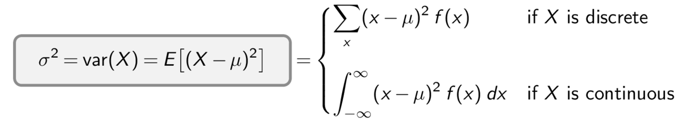 σ² = var(X) = E[(X − μ)²] = { ∑ₓ (x − μ)² f(x) if X is discrete
∫_{−∞}^{∞} (x − μ)² f(x) dx if X is continuous